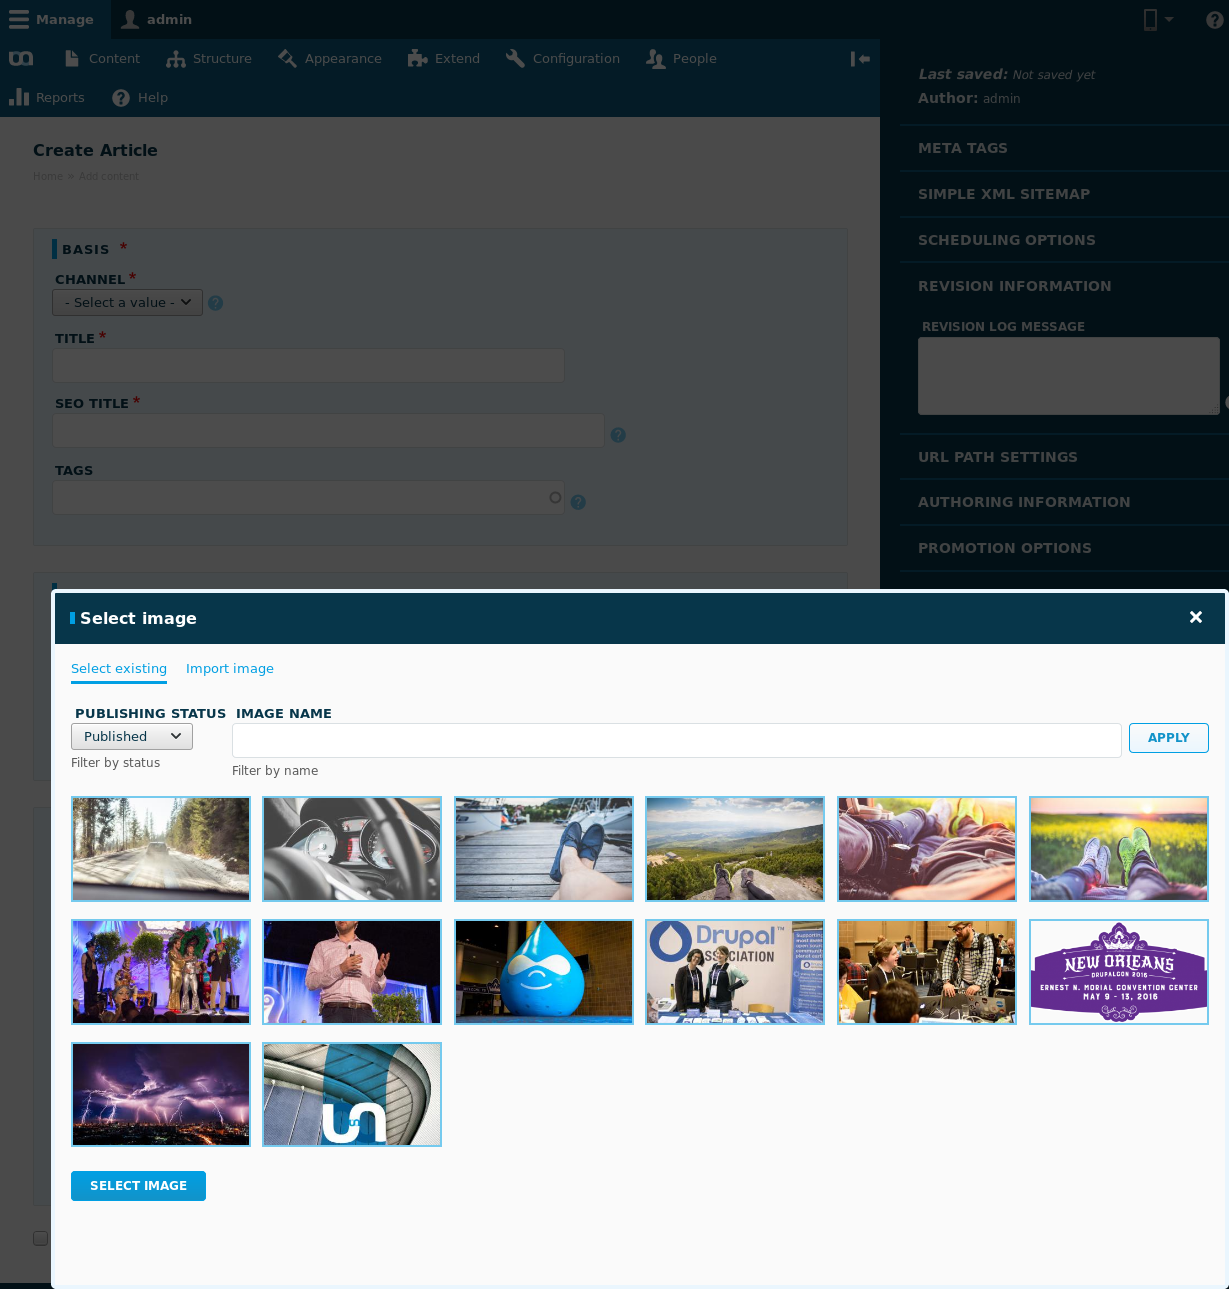 Manage admin
Content Structure Appearance Extend Configuration People
Reports Help
Last saved: Not saved yet
Author: admin
META TAGS
SIMPLE XML SITEMAP
SCHEDULING OPTIONS
REVISION INFORMATION
REVISION LOG MESSAGE
URL PATH SETTINGS
AUTHORING INFORMATION
PROMOTION OPTIONS
Create Article
Home » Add content
BASIS *
CHANNEL *
- Select a value -
TITLE *
SEO TITLE *
TAGS
Select image
Select existing Import image
PUBLISHING STATUS IMAGE NAME
Published
APPLY
Filter by status
Filter by name
Drupal™
ASSOCIATION
NEW ORLEANS
DRUPALCON 2016
ERNEST N. MORIAL CONVENTION CENTER
MAY 9 - 13, 2016
SELECT IMAGE